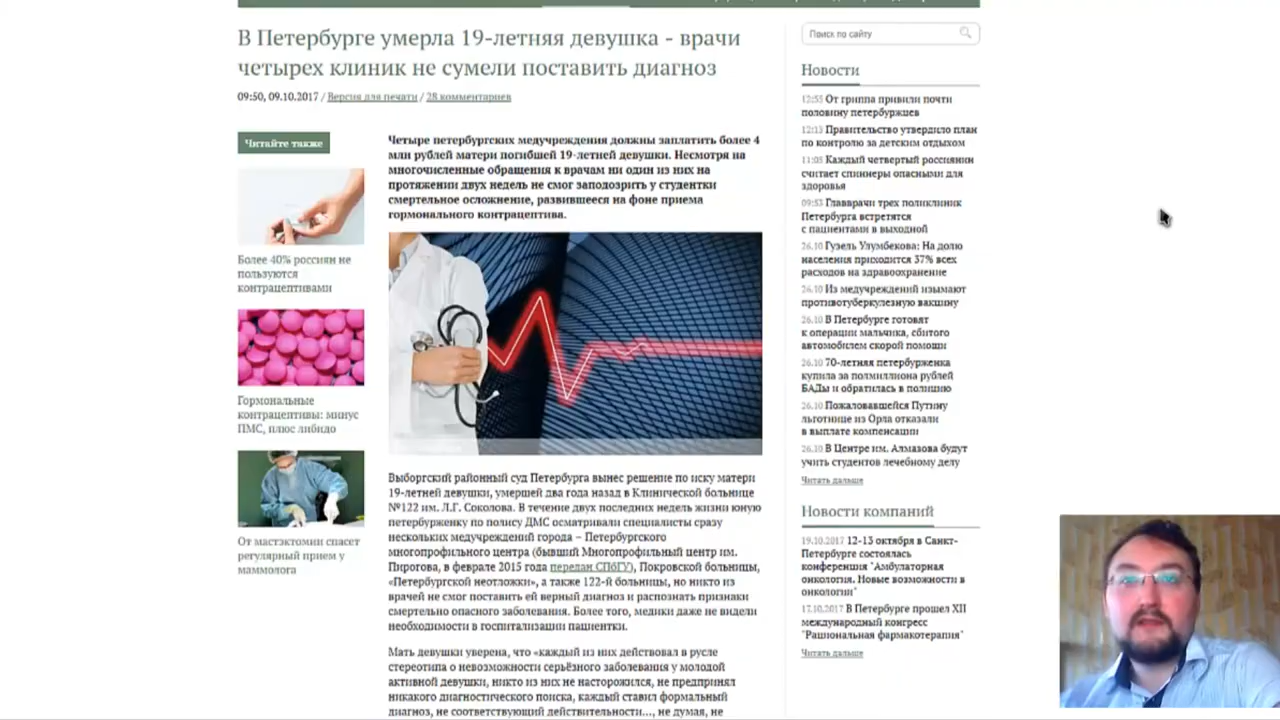 В Петербурге умерла 19-летняя девушка - врачи
четырех клиник не сумели поставить диагноз
09:50, 09.10.2017 / Версия для печати / 28 комментариев
Читайте также
Более 40% россиян не
пользуются
контрацептивами
Гормональные
контрацептивы: минус
ПМС, плюс либидо
От мастэктомии спасет
регулярный прием у
маммолога
Четыре петербургских медучреждения должны заплатить более 4
млн рублей матери погибшей 19-летней девушки. Несмотря на
многочисленные обращения к врачам ни один из них на
протяжении двух недель не смог заподозрить у студентки
смертельное осложнение, развившееся на фоне приема
гормонального контрацептива.
Выборгский районный суд Петербурга вынес решение по иску матери
19-летней девушки, умершей два года назад в Клинической больнице
№122 им. Л.Г. Соколова. В течение двух последних недель жизни юную
петербурженку по полису ДМС осматривали специалисты сразу
нескольких медучреждений города – Петербургского
многопрофильного центра (бывший Многопрофильный центр им.
Пирогова, в феврале 2015 года передан СПбГУ), Покровской больницы,
«Петербургской неотложки», а также 122-й больницы, но никто из
врачей не смог поставить ей верный диагноз и распознать признаки
смертельно опасного заболевания. Более того, медики даже не видели
необходимости в госпитализации пациентки.
Мать девушки уверена, что «каждый из них действовал в русле
стереотипа о невозможности серьёзного заболевания у молодой
активной девушки, никто из них не насторожился, не предпринял
никакого диагностического поиска, каждый ставил формальный
диагноз, не соответствующий действительности…, не думая, не
Поиск по сайту
Новости
12:55 От гриппа привили почти
половину петербуржцев
12:13 Правительство утвердило план
по контролю за детским отдыхом
11:05 Каждый четвертый россиянин
считает спиннеры опасными для
здоровья
09:53 Главврачи трех поликлиник
Петербурга встретятся
с пациентами в выходной
26.10 Гузель Улумбекова: На долю
населения приходится 37% всех
расходов на здравоохранение
26.10 Из медучреждений изымают
противотуберкулезную вакцину
26.10 В Петербурге готовят
к операции мальчика, сбитого
автомобилем скорой помощи
26.10 70-летняя петербурженка
купила за полмиллиона рублей
БАДы и обратилась в полицию
26.10 Пожаловавшейся Путину
льготнице из Орла отказали
в выплате компенсации
26.10 В Центре им. Алмазова будут
учить студентов лечебному делу
Читать дальше
Новости компаний
19.10.2017 12-13 октября в Санкт-
Петербурге состоялась
конференция "Амбулаторная
онкология. Новые возможности в
онкологии"
17.10.2017 В Петербурге прошел XII
международный конгресс
"Рациональная фармакотерапия"
Читать дальше